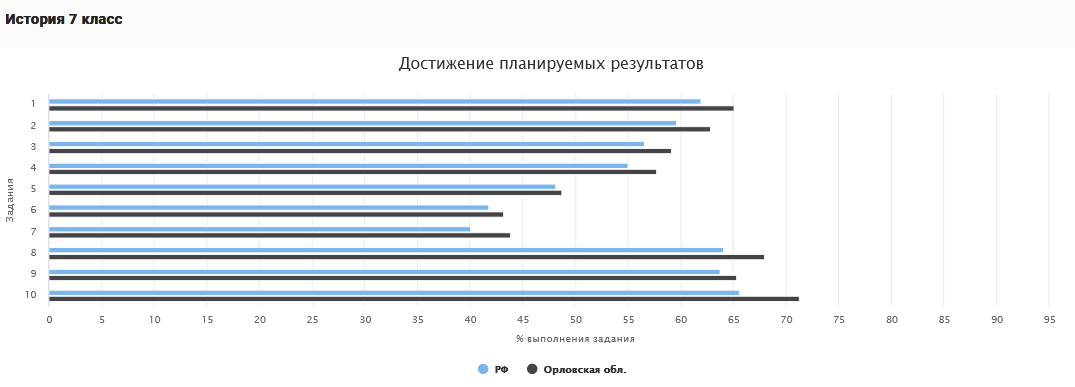 История 7 класс
Достижение планируемых результатов
Задания
1
2
3
4
5
6
7
8
9
10
0 5 10 15 20 25 30 35 40 45 50 55 60 65 70 75 80 85 90 95
% выполнения задания
РФ Орловская обл.